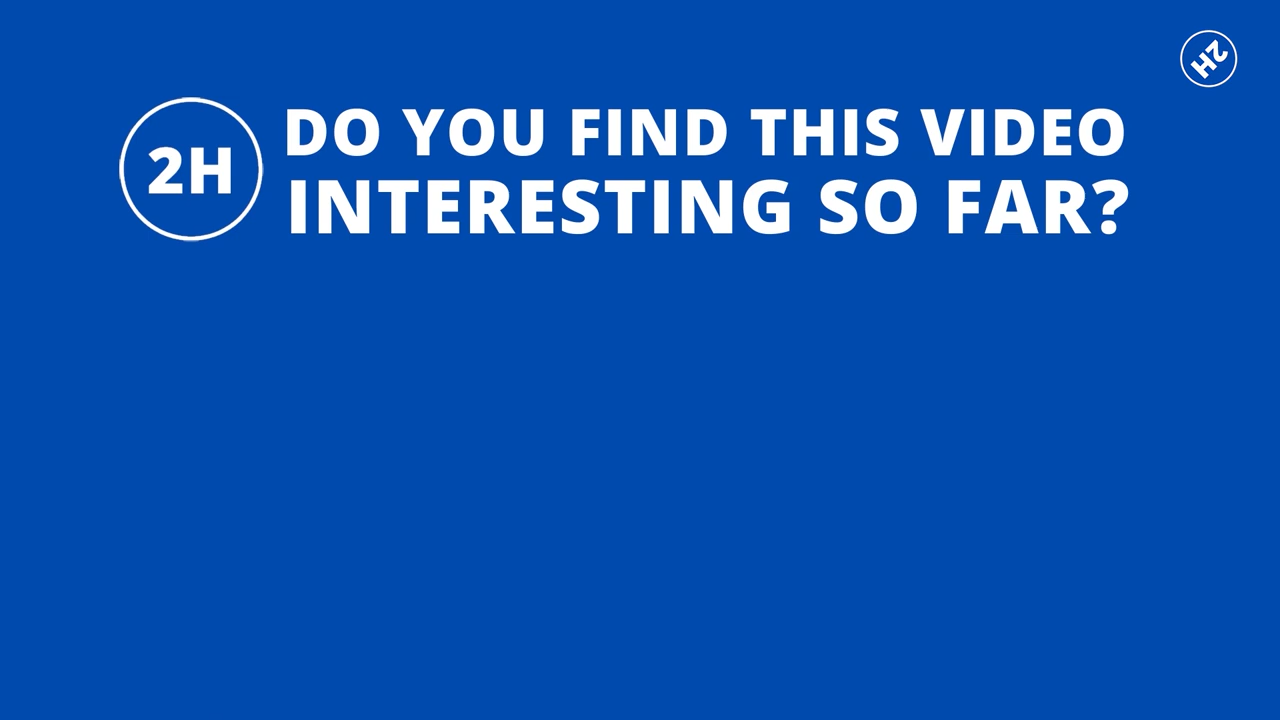 2H
2H
DO YOU FIND THIS VIDEO
INTERESTING SO FAR?